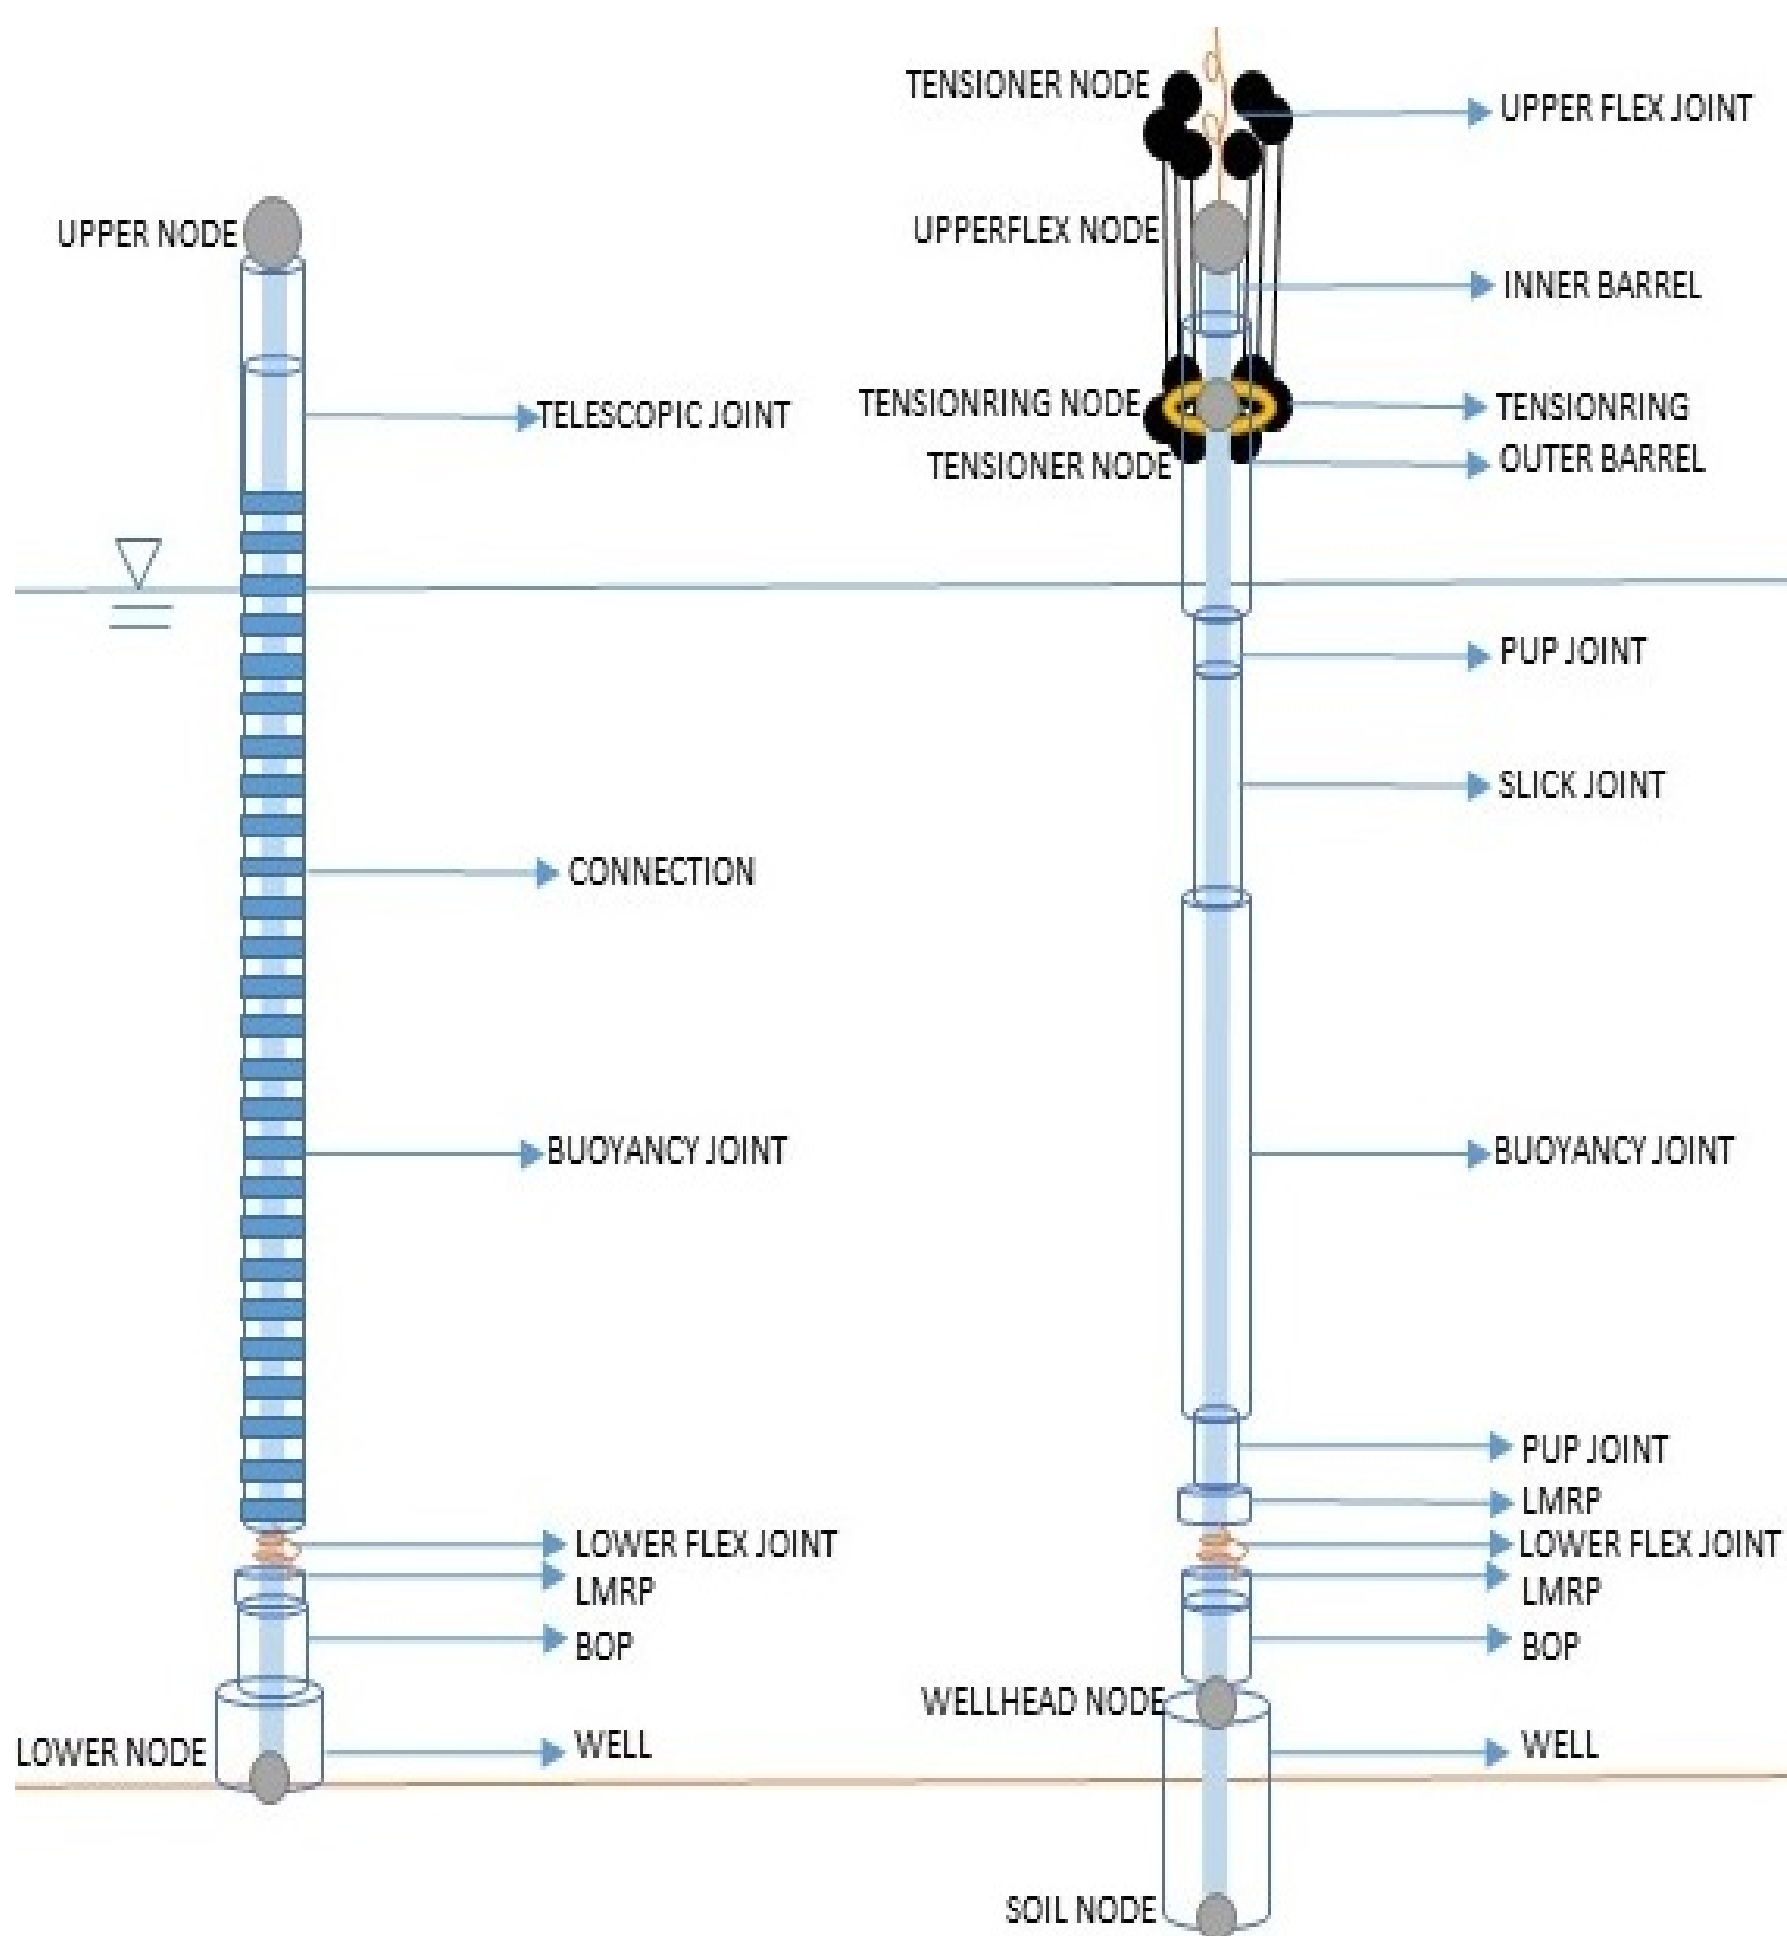 UPPER NODE
TELESCOPIC JOINT
CONNECTION
BUOYANCY JOINT
LOWER FLEX JOINT
LMRP
BOP
LOWER NODE
WELL
TENSIONER NODE
UPPER FLEX JOINT
UPPERFLEX NODE
INNER BARREL
TENSIONRING NODE
TENSIONRING
TENSIONER NODE
OUTER BARREL
PUP JOINT
SLICK JOINT
BUOYANCY JOINT
PUP JOINT
LMRP
LOWER FLEX JOINT
LMRP
BOP
WELLHEAD NODE
WELL
SOIL NODE